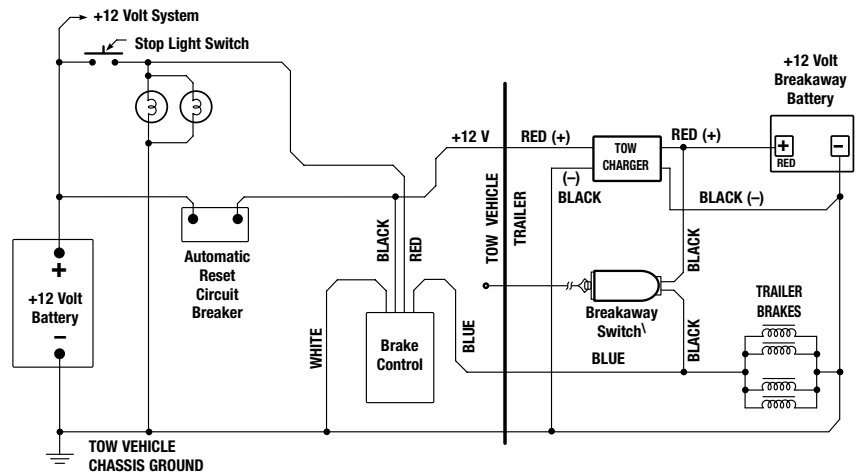 +12 Volt System
Stop Light Switch
+12 Volt
Breakaway
Battery
+12 V
RED (+)
TOW
CHARGER
RED (+)
+
RED
−
(–)
BLACK
BLACK (–)
TOW VEHICLE
TRAILER
BLACK
RED
BLACK
Automatic
Reset
Circuit
Breaker
+
+12 Volt
Battery
−
WHITE
Brake
Control
BLUE
Breakaway
Switch\
BLACK
BLUE
TRAILER
BRAKES
TOW VEHICLE
CHASSIS GROUND